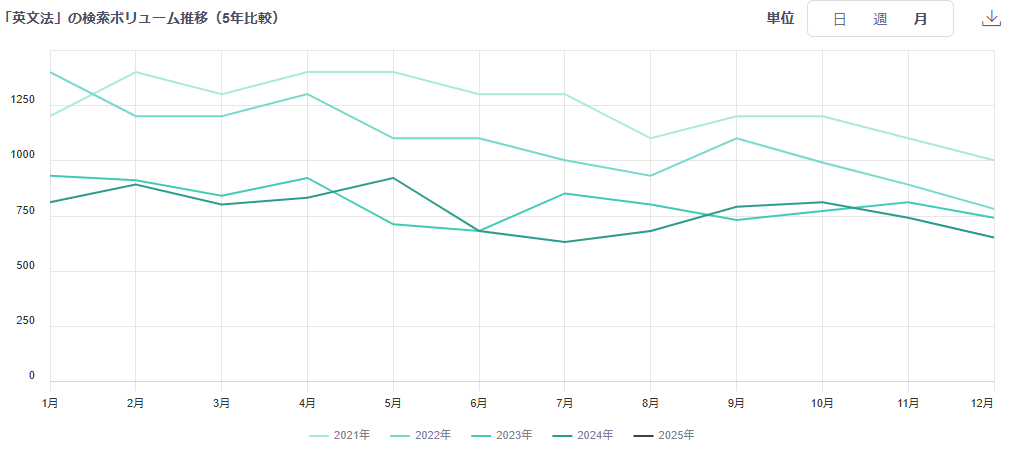 「英文法」の検索ボリューム推移（5年比較）
単位 日 週 月
1250
1000
750
500
250
0
1月 2月 3月 4月 5月 6月 7月 8月 9月 10月 11月 12月
2021年 2022年 2023年 2024年 2025年